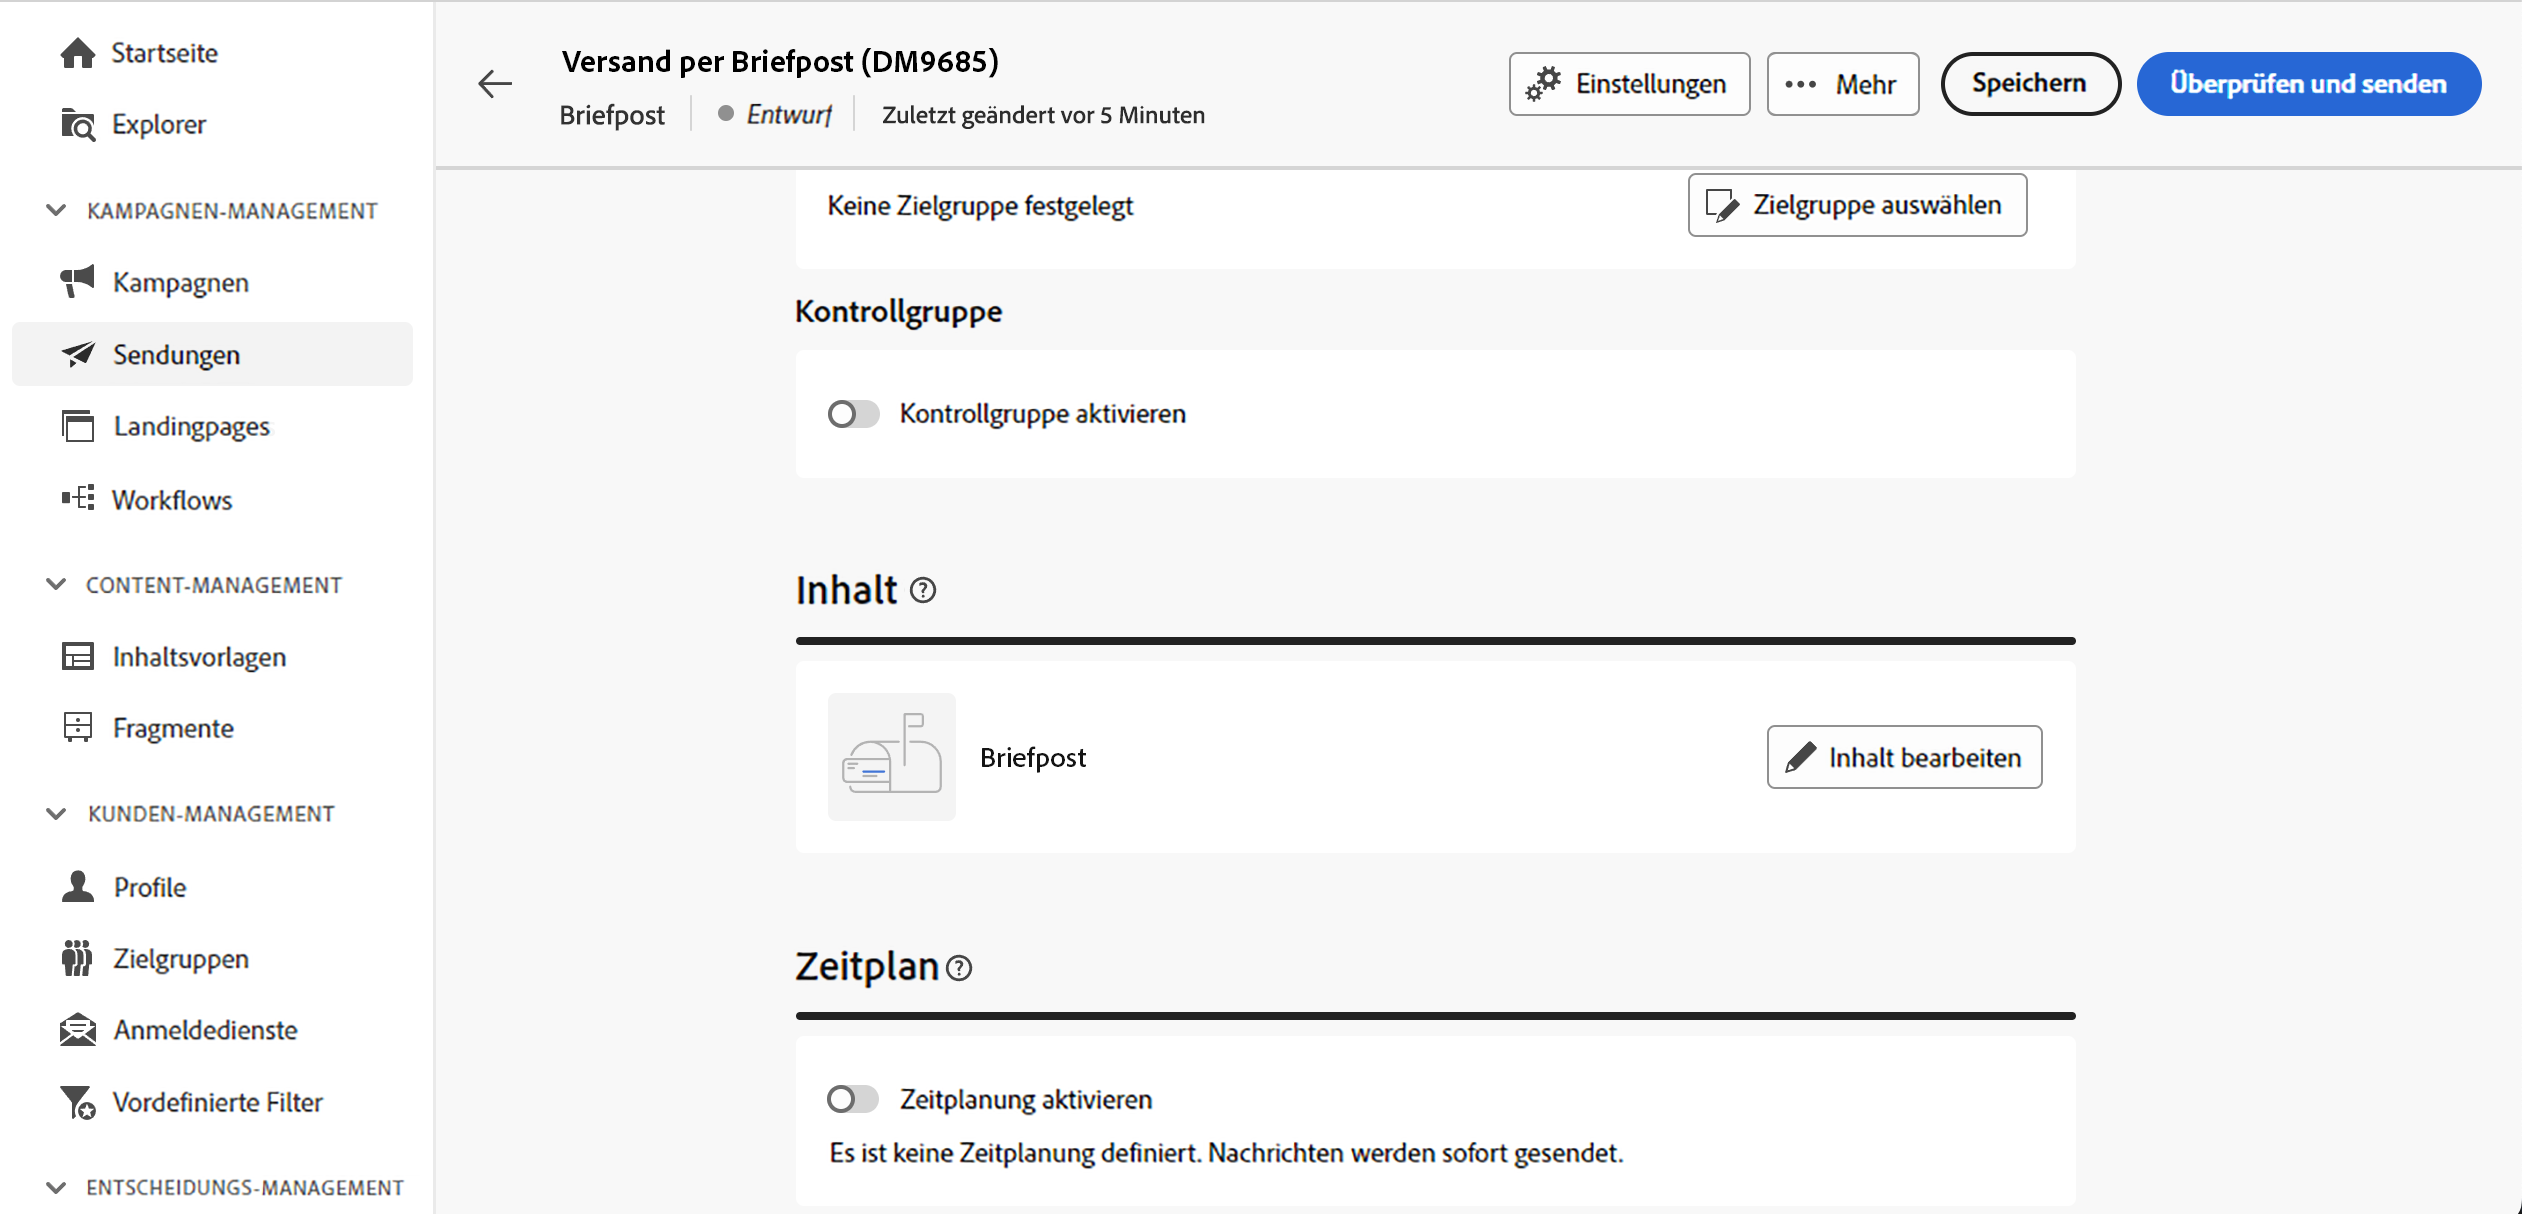 Startseite
Explorer
KAMPAGNEN-MANAGEMENT
Kampagnen
Sendungen
Landingpages
Workflows
CONTENT-MANAGEMENT
Inhaltsvorlagen
Fragmente
KUNDEN-MANAGEMENT
Profile
Zielgruppen
Anmeldedienste
Vordefinierte Filter
ENTSCHEIDUNGS-MANAGEMENT
Versand per Briefpost (DM9685)
Briefpost
Entwurf
Zuletzt geändert vor 5 Minuten
Einstellungen
Mehr
Speichern
Überprüfen und senden
Keine Zielgruppe festgelegt
Zielgruppe auswählen
Kontrollgruppe
Kontrollgruppe aktivieren
Inhalt
Briefpost
Inhalt bearbeiten
Zeitplan
Zeitplanung aktivieren
Es ist keine Zeitplanung definiert. Nachrichten werden sofort gesendet.